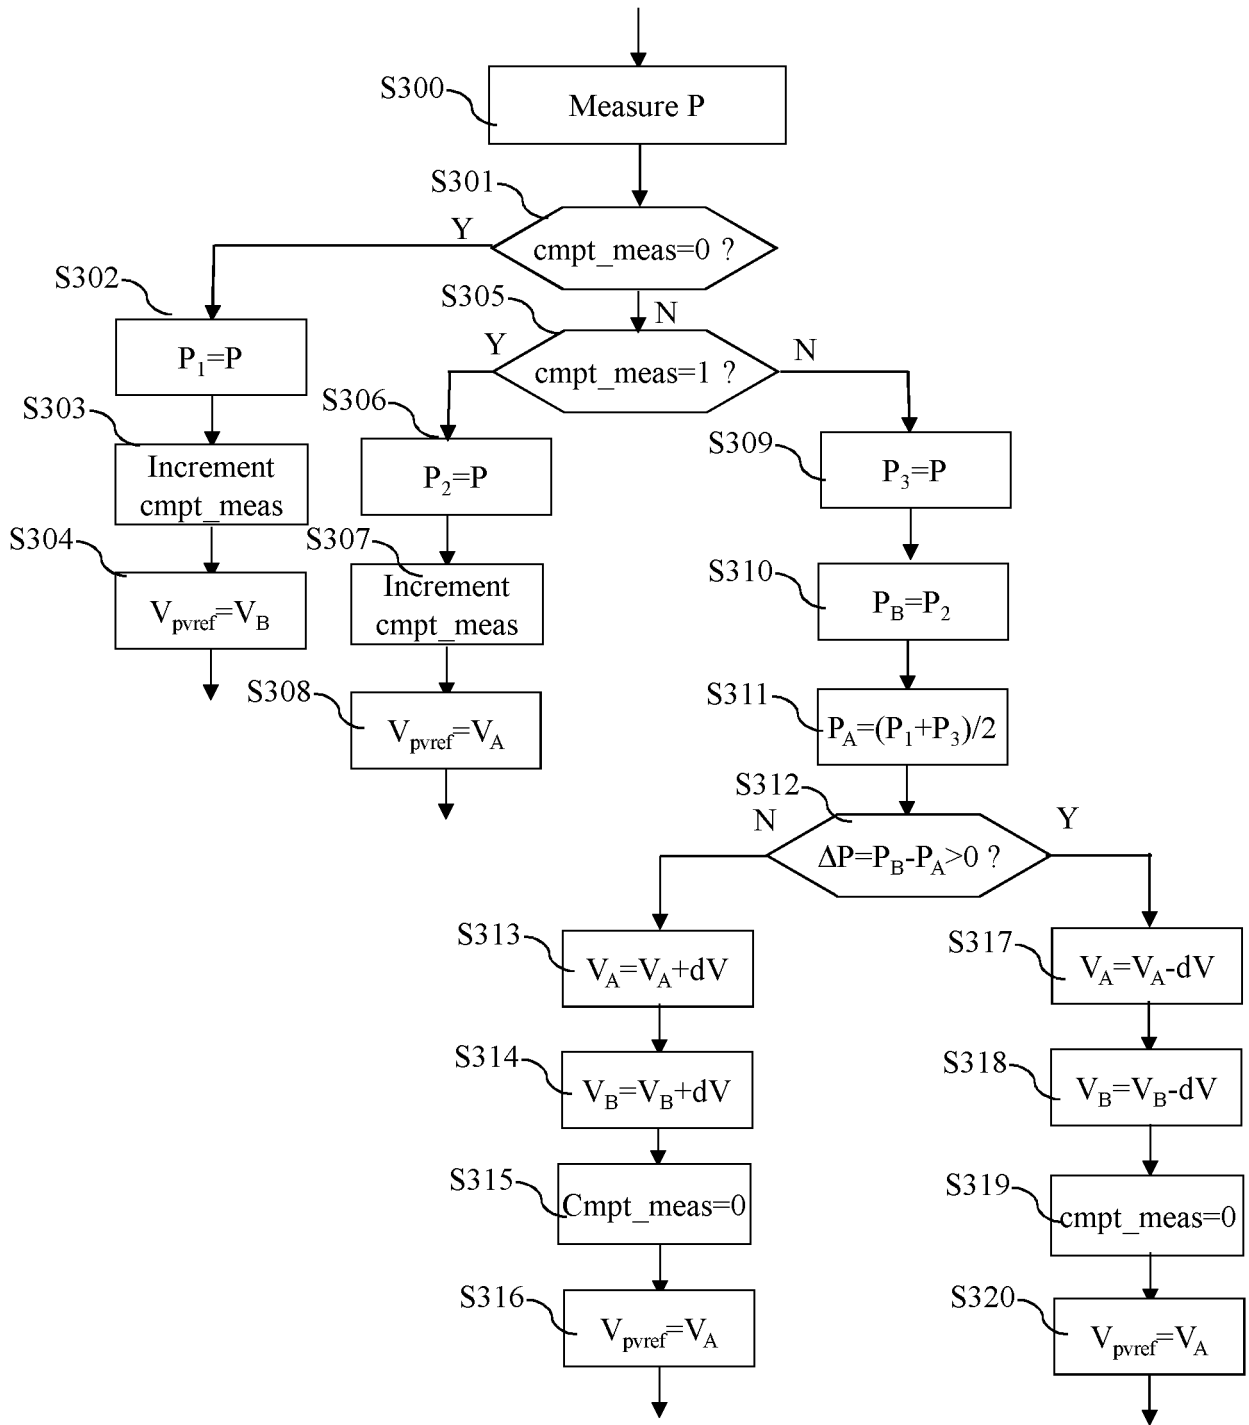 S300
Measure P
S301
Y
cmpt_meas=0 ?
N
S302
P₁=P
S303
Increment
cmpt_meas
S304
Vpvref=VB
S305
Y
cmpt_meas=1 ?
N
S306
P₂=P
S307
Increment
cmpt_meas
S308
Vpvref=VA
S309
P₃=P
S310
PB=P₂
S311
PA=(P₁+P₃)/2
S312
N
ΔP=PB-PA>0 ?
Y
S313
VA=VA+dV
S314
VB=VB+dV
S315
Cmpt_meas=0
S316
Vpvref=VA
S317
VA=VA-dV
S318
VB=VB-dV
S319
cmpt_meas=0
S320
Vpvref=VA